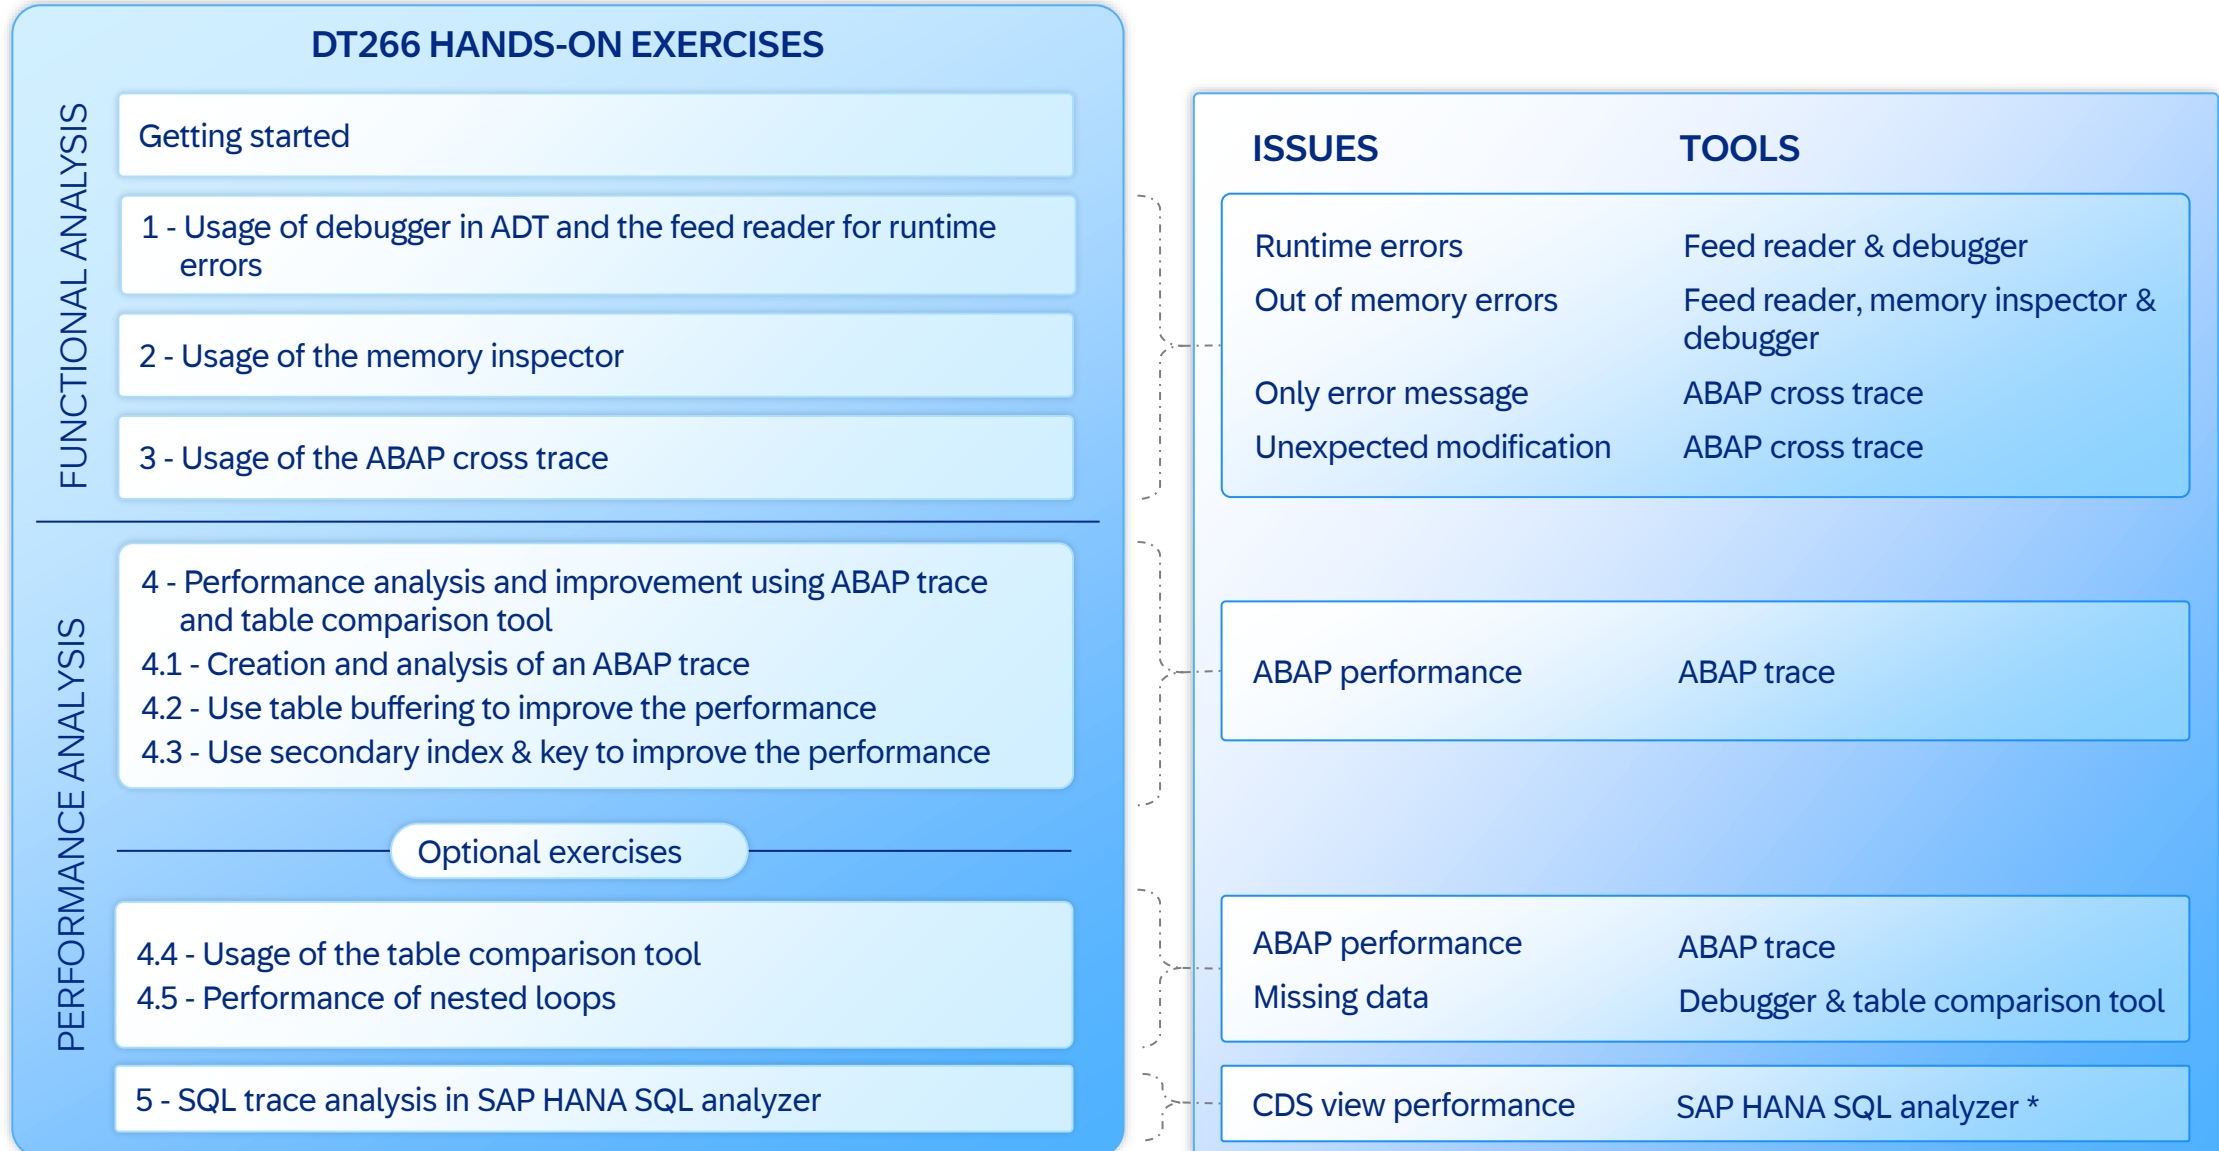 DT266 HANDS-ON EXERCISES
FUNCTIONAL ANALYSIS
Getting started
1 - Usage of debugger in ADT and the feed reader for runtime
errors
2 - Usage of the memory inspector
3 - Usage of the ABAP cross trace
PERFORMANCE ANALYSIS
4 - Performance analysis and improvement using ABAP trace
and table comparison tool
4.1 - Creation and analysis of an ABAP trace
4.2 - Use table buffering to improve the performance
4.3 - Use secondary index & key to improve the performance
Optional exercises
4.4 - Usage of the table comparison tool
4.5 - Performance of nested loops
5 - SQL trace analysis in SAP HANA SQL analyzer
ISSUES TOOLS
Runtime errors Feed reader & debugger
Out of memory errors Feed reader, memory inspector &
debugger
Only error message ABAP cross trace
Unexpected modification ABAP cross trace
ABAP performance ABAP trace
ABAP performance ABAP trace
Missing data Debugger & table comparison tool
CDS view performance SAP HANA SQL analyzer *